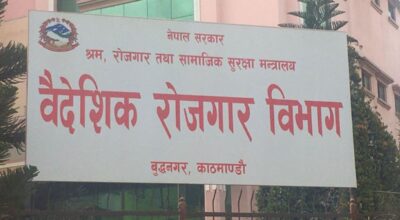 नेपाल सरकार
श्रम, रोजगार तथा सामाजिक सुरक्षा मन्त्रालय
वैदेशिक रोजगार विभाग
बुद्धनगर, काठमाण्डौ